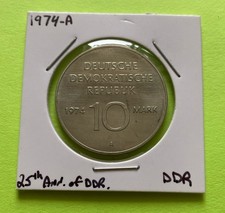 1974-A
DEUTSCHE
DEMOKRATISCHE
REPUBLIK
1974 10 MARK
A
25th Ann. of DDR.
DDR